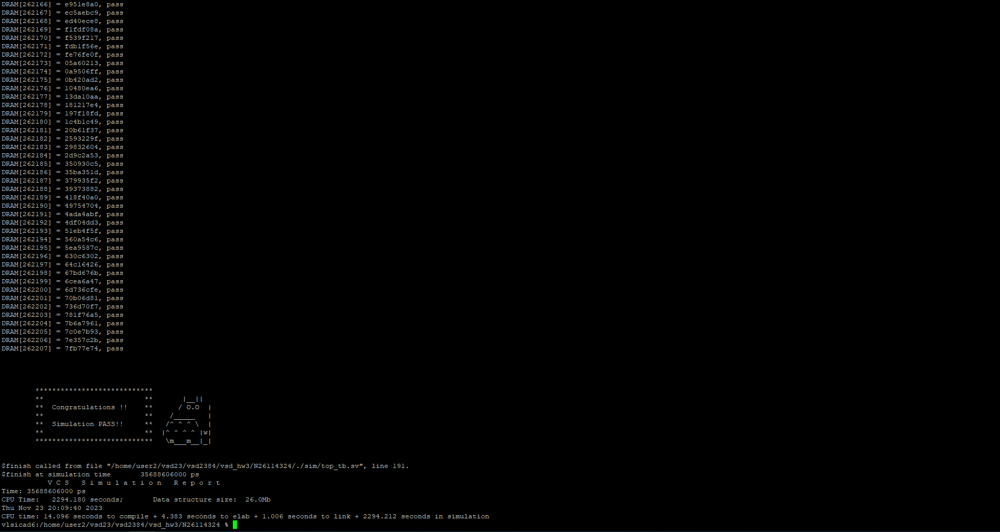 DRAM[262166] = e951e8a0, pass
DRAM[262167] = ec5aebc9, pass
DRAM[262168] = ed40ece8, pass
DRAM[262169] = f1fdf08a, pass
DRAM[262170] = f539f217, pass
DRAM[262171] = fdb1f56e, pass
DRAM[262172] = fe76fe0f, pass
DRAM[262173] = 05a60213, pass
DRAM[262174] = 0a9506ff, pass
DRAM[262175] = 0b420ad2, pass
DRAM[262176] = 10480ea6, pass
DRAM[262177] = 13da10aa, pass
DRAM[262178] = 181217e4, pass
DRAM[262179] = 197f18fd, pass
DRAM[262180] = 1c4b1c49, pass
DRAM[262181] = 20b61f37, pass
DRAM[262182] = 2593229f, pass
DRAM[262183] = 29832604, pass
DRAM[262184] = 2d9c2a53, pass
DRAM[262185] = 350930c5, pass
DRAM[262186] = 35ba351d, pass
DRAM[262187] = 379935f2, pass
DRAM[262188] = 39373882, pass
DRAM[262189] = 418f40a0, pass
DRAM[262190] = 49754704, pass
DRAM[262191] = 4ada4abf, pass
DRAM[262192] = 4df04dd3, pass
DRAM[262193] = 51eb4f5f, pass
DRAM[262194] = 560a54c6, pass
DRAM[262195] = 5ea9587c, pass
DRAM[262196] = 630c6302, pass
DRAM[262197] = 64c16426, pass
DRAM[262198] = 67bd676b, pass
DRAM[262199] = 6cea6a47, pass
DRAM[262200] = 6d736cfe, pass
DRAM[262201] = 70b06d81, pass
DRAM[262202] = 736d70f7, pass
DRAM[262203] = 781f76a5, pass
DRAM[262204] = 7b6a7961, pass
DRAM[262205] = 7c0e7b93, pass
DRAM[262206] = 7e357c2b, pass
DRAM[262207] = 7fb77e74, pass
****************************
**                        **       |__||
**  Congratulations !!    **      / O.O  |
**                        **    /_____   |
**  Simulation PASS!!     **   /^ ^ ^ \  |
**                        **  |^ ^ ^ ^ |w|
****************************   \m___m__|_|
$finish called from file "/home/user2/vsd23/vsd2384/vsd_hw3/N26114324/./sim/top_tb.sv", line 191.
$finish at simulation time       35688606000 ps
V C S   S i m u l a t i o n   R e p o r t
Time: 35688606000 ps
CPU Time:   2294.180 seconds;       Data structure size:  26.0Mb
Thu Nov 23 20:09:40 2023
CPU time: 14.096 seconds to compile + 4.383 seconds to elab + 1.006 seconds to link + 2294.212 seconds in simulation
vlsicad6:/home/user2/vsd23/vsd2384/vsd_hw3/N26114324 %